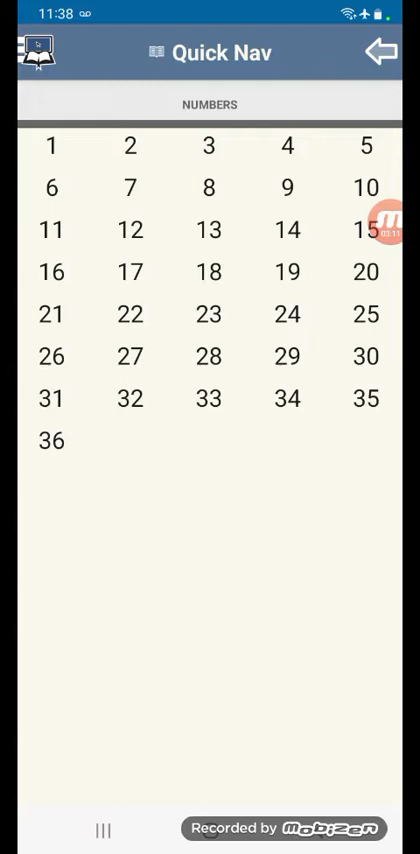 11:38
Quick Nav
NUMBERS
1 2 3 4 5
6 7 8 9 10
11 12 13 14 15
03:11
16 17 18 19 20
21 22 23 24 25
26 27 28 29 30
31 32 33 34 35
36
Recorded by mobizen